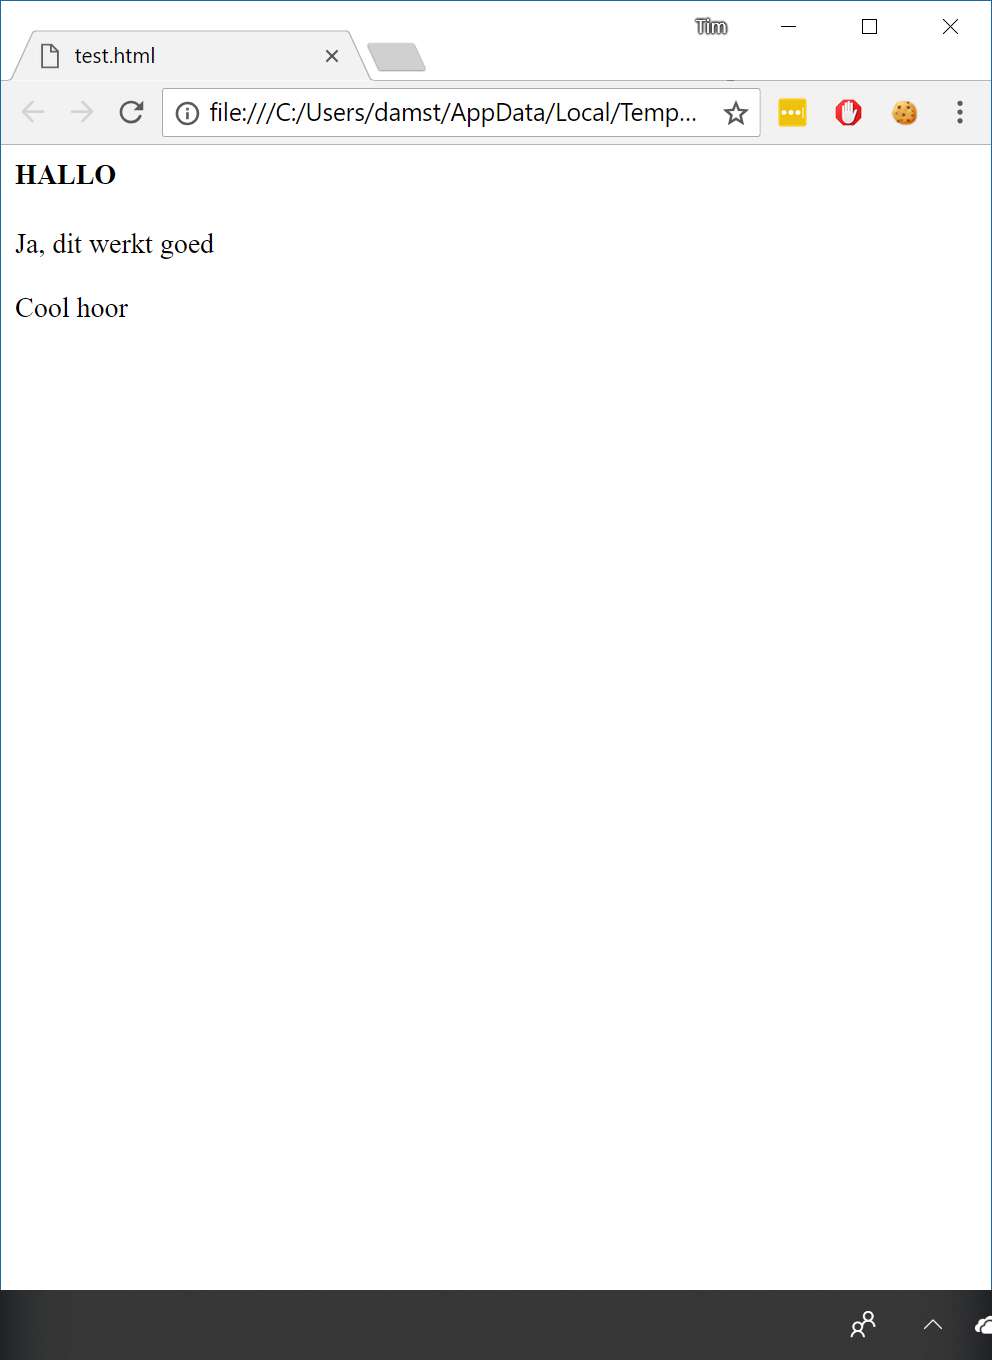 Tim
test.html
file:///C:/Users/damst/AppData/Local/Temp...
HALLO
Ja, dit werkt goed
Cool hoor